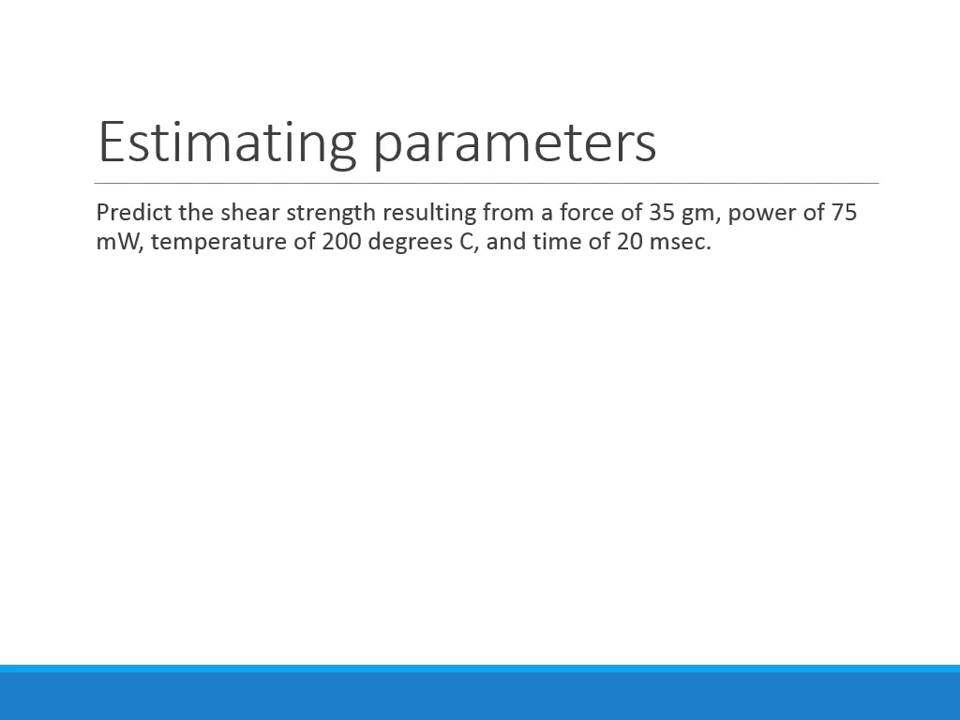 Estimating parameters
Predict the shear strength resulting from a force of 35 gm, power of 75
mW, temperature of 200 degrees C, and time of 20 msec.